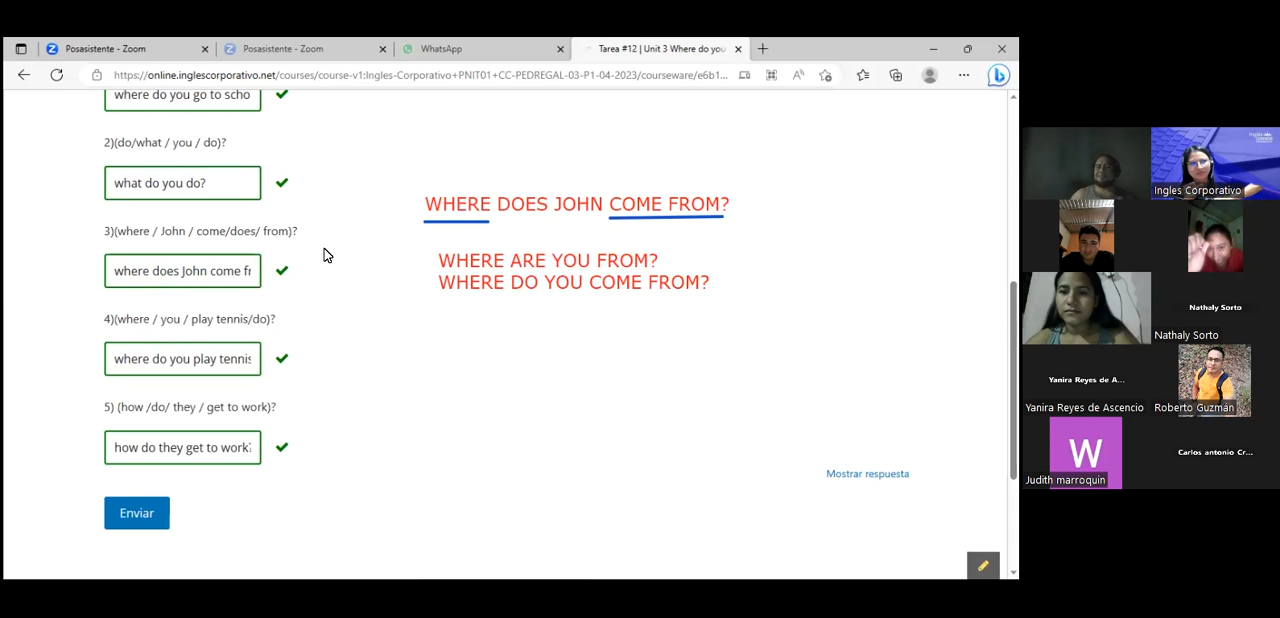 Posasistente - Zoom
Posasistente - Zoom
WhatsApp
Tarea #12 | Unit 3 Where do you
https://online.inglescorporativo.net/courses/course-v1:Ingles-Corporativo+PNIT01+CC-PEDREGAL-03-P1-04-2023/courseware/e6b1...
where do you go to scho
2)(do/what / you / do)?
what do you do?
3)(where / John / come/does/ from)?
where does John come fr
4)(where / you / play tennis/do)?
where do you play tennis
5) (how /do/ they / get to work)?
how do they get to work?
Enviar
WHERE DOES JOHN COME FROM?
WHERE ARE YOU FROM?
WHERE DO YOU COME FROM?
Mostrar respuesta
Ingles Corporativo
Nathaly Sorto
Nathaly Sorto
Yanira Reyes de A...
Yanira Reyes de Ascencio
Roberto Guzmán
W
Judith marroquin
Carlos antonio Cr...